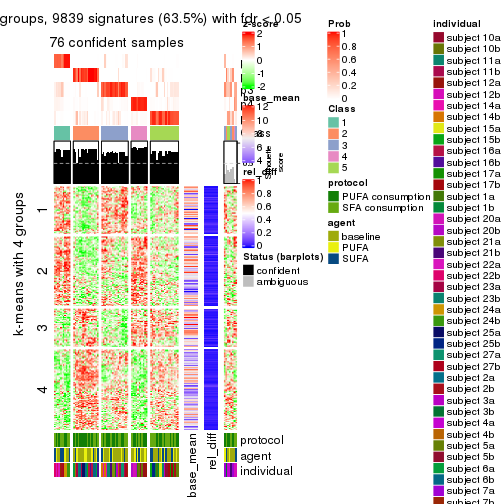 groups, 9839 signatures (63.5%) with fdr < 0.05
76 confident samples
k-means with 4 groups
1
2
3
4
protocol
agent
individual
base_mean
rel_diff
z-score
2
1
0
-1
-2
base_mean
12
8
6
4
rel_diff
1
0.8
0.6
0.4
0.2
0
Status (barplots)
confident
ambiguous
Silhouette
score
Prob
1
0.8
0.6
0.4
0.2
0
Class
1
2
3
4
5
protocol
PUFA consumption
SFA consumption
agent
baseline
PUFA
SUFA
individual
subject 10a
subject 10b
subject 11a
subject 11b
subject 12a
subject 12b
subject 14a
subject 14b
subject 15a
subject 15b
subject 16a
subject 16b
subject 17a
subject 17b
subject 1a
subject 1b
subject 20a
subject 20b
subject 21a
subject 21b
subject 22a
subject 22b
subject 23a
subject 23b
subject 24a
subject 24b
subject 25a
subject 25b
subject 27a
subject 27b
subject 2a
subject 2b
subject 3a
subject 3b
subject 4a
subject 4b
subject 5a
subject 5b
subject 6a
subject 6b
subject 7a
subject 7b